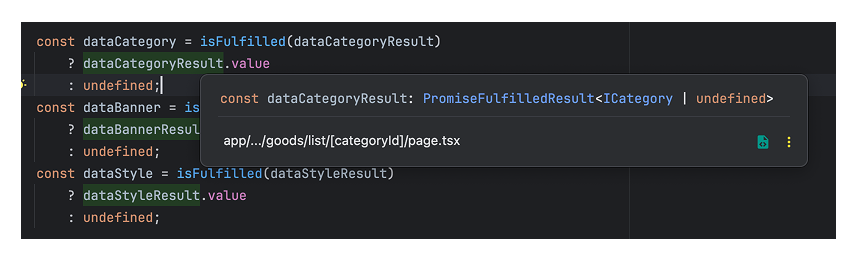 const dataCategory = isFulfilled(dataCategoryResult)
? dataCategoryResult.value
: undefined;
const dataBanner = is
? dataBannerResul
: undefined;
const dataStyle = isFulfilled(dataStyleResult)
? dataStyleResult.value
: undefined;
const dataCategoryResult: PromiseFulfilledResult<ICategory | undefined>
app/.../goods/list/[categoryId]/page.tsx